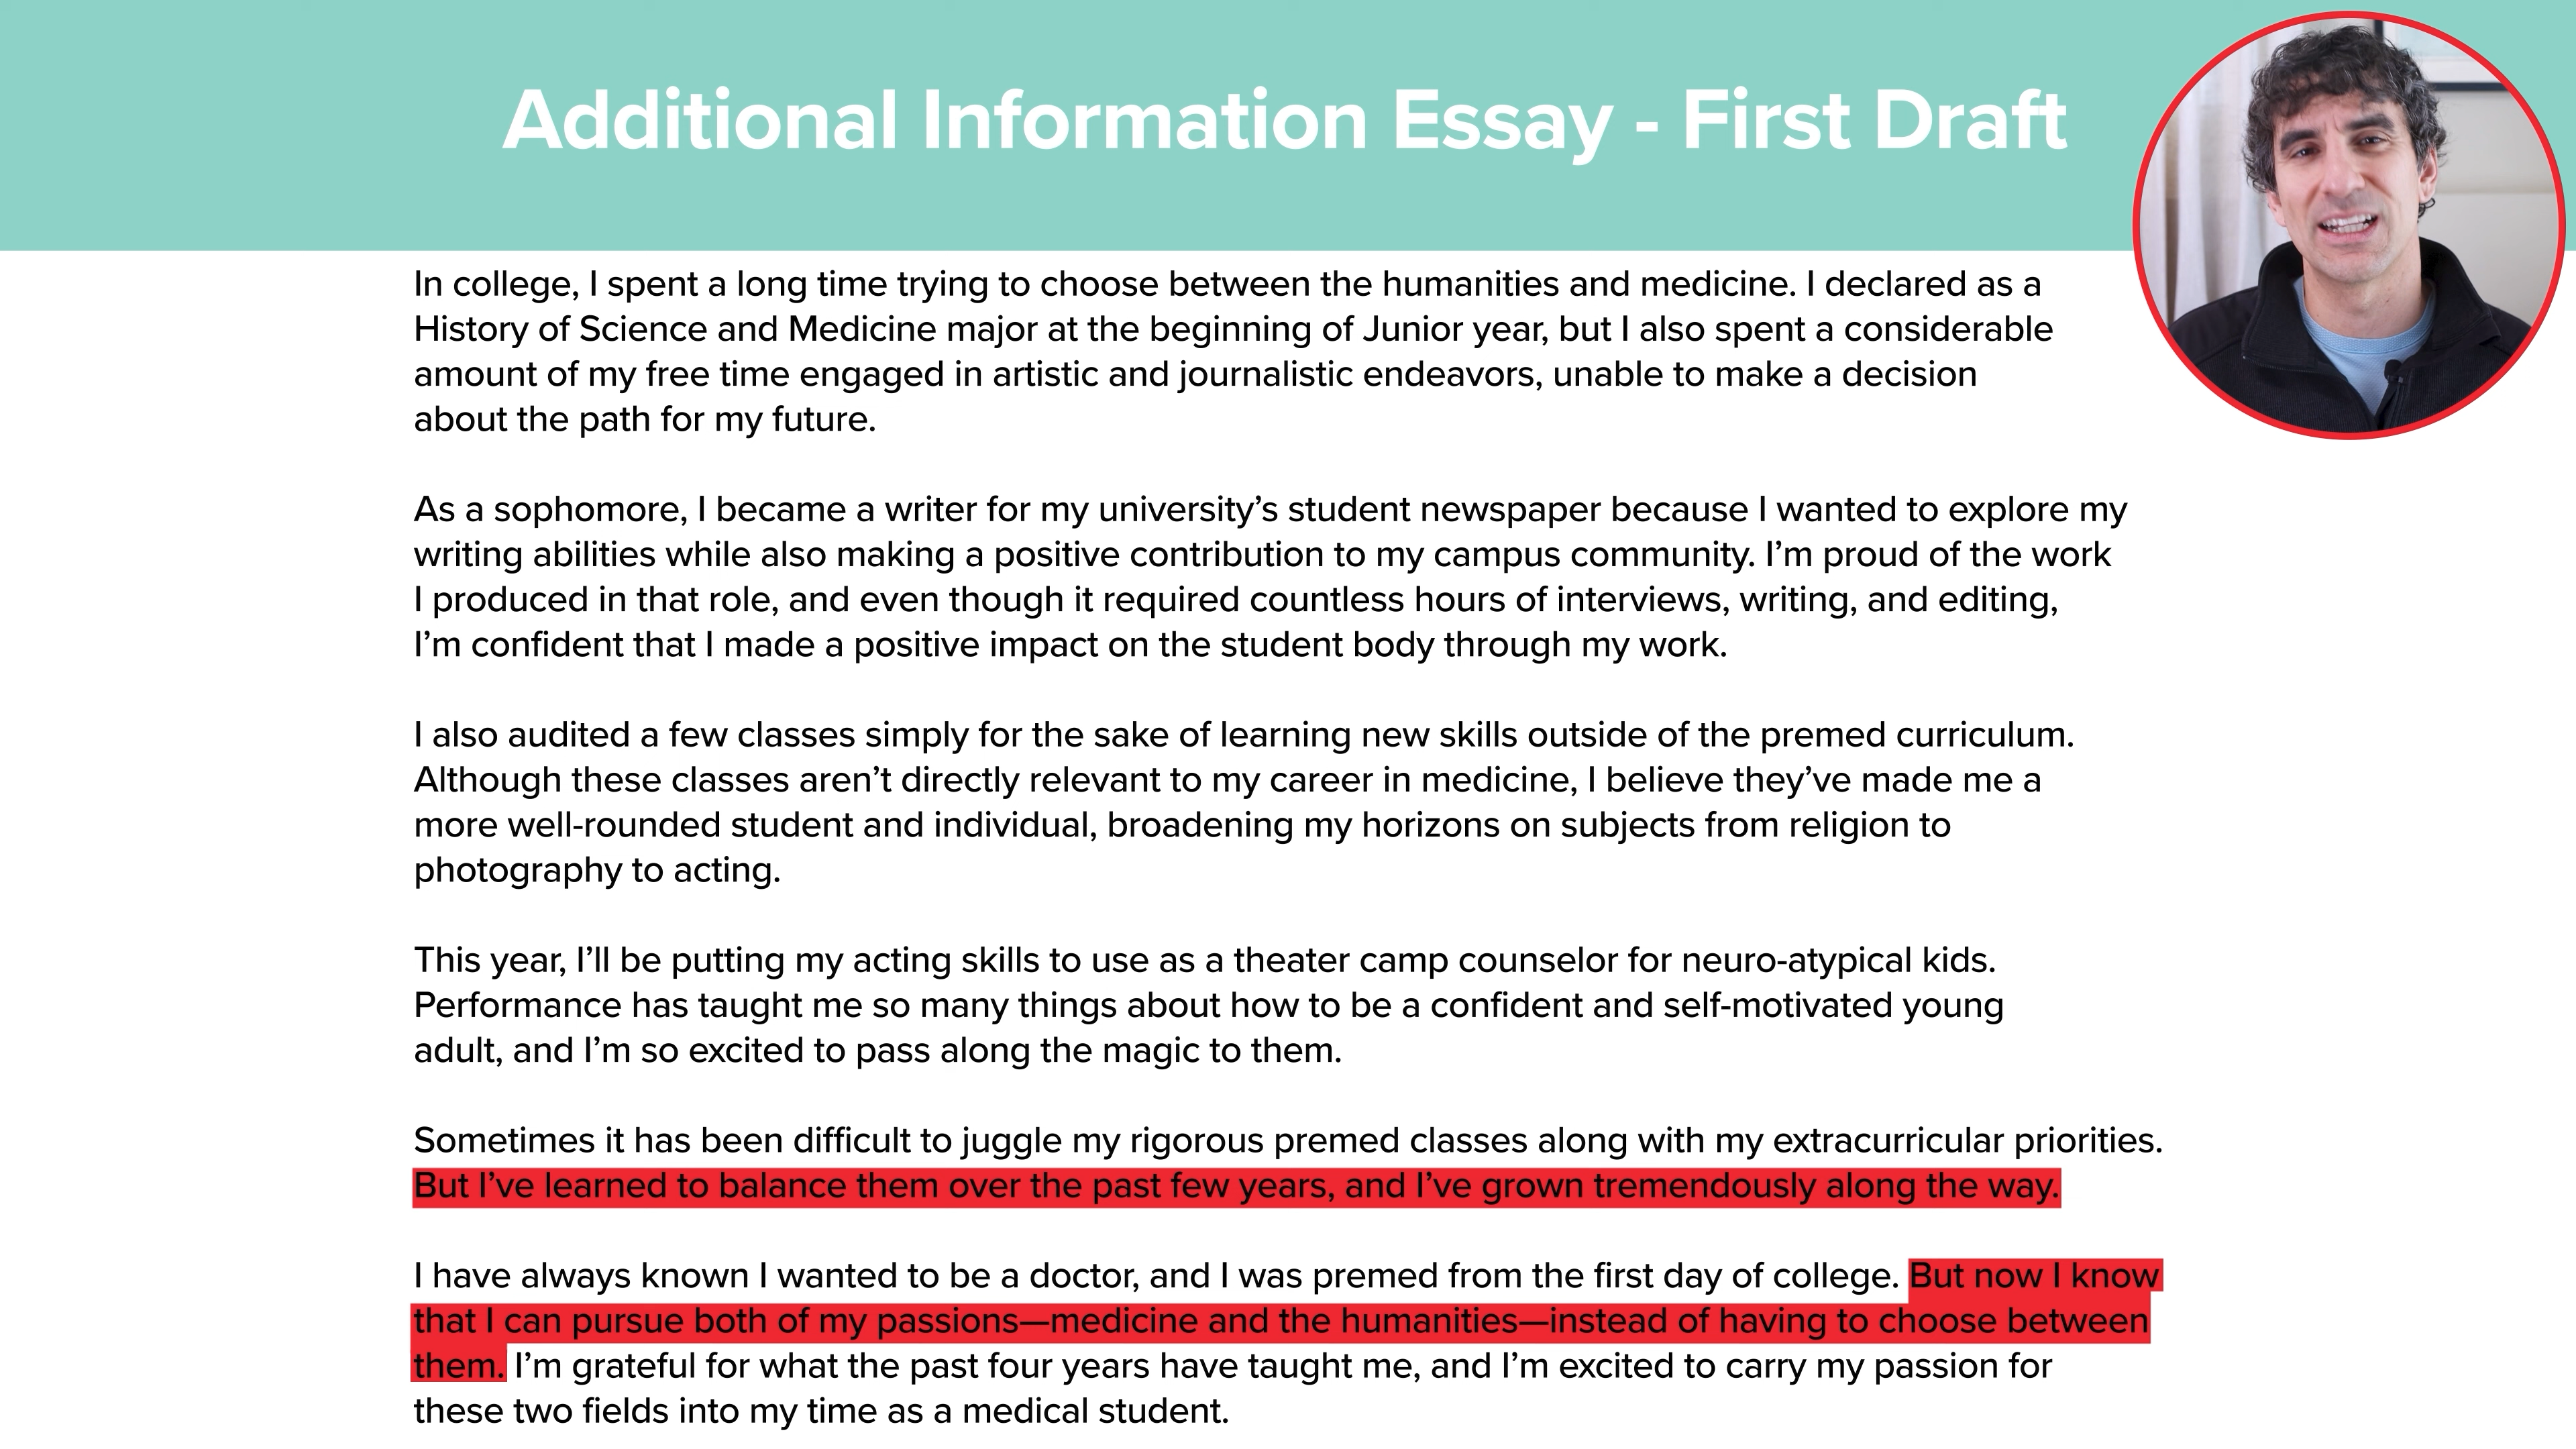 Additional Information Essay - First Draft
In college, I spent a long time trying to choose between the humanities and medicine. I declared as a
History of Science and Medicine major at the beginning of Junior year, but I also spent a considerable
amount of my free time engaged in artistic and journalistic endeavors, unable to make a decision
about the path for my future.
As a sophomore, I became a writer for my university’s student newspaper because I wanted to explore my
writing abilities while also making a positive contribution to my campus community. I’m proud of the work
I produced in that role, and even though it required countless hours of interviews, writing, and editing,
I’m confident that I made a positive impact on the student body through my work.
I also audited a few classes simply for the sake of learning new skills outside of the premed curriculum.
Although these classes aren’t directly relevant to my career in medicine, I believe they’ve made me a
more well-rounded student and individual, broadening my horizons on subjects from religion to
photography to acting.
This year, I’ll be putting my acting skills to use as a theater camp counselor for neuro-atypical kids.
Performance has taught me so many things about how to be a confident and self-motivated young
adult, and I’m so excited to pass along the magic to them.
Sometimes it has been difficult to juggle my rigorous premed classes along with my extracurricular priorities.
But I’ve learned to balance them over the past few years, and I’ve grown tremendously along the way.
I have always known I wanted to be a doctor, and I was premed from the first day of college. But now I know
that I can pursue both of my passions—medicine and the humanities—instead of having to choose between
them. I’m grateful for what the past four years have taught me, and I’m excited to carry my passion for
these two fields into my time as a medical student.